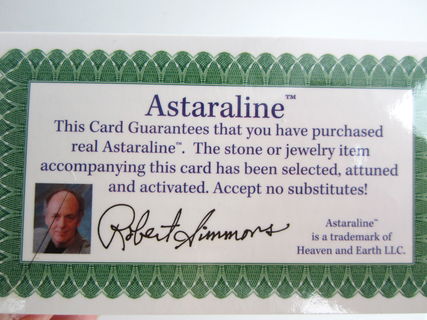 Astaraline™
This Card Guarantees that you have purchased
real Astaraline™. The stone or jewelry item
accompanying this card has been selected, attuned
and activated. Accept no substitutes!
Robert Simmons
Astaraline™
is a trademark of
Heaven and Earth LLC.